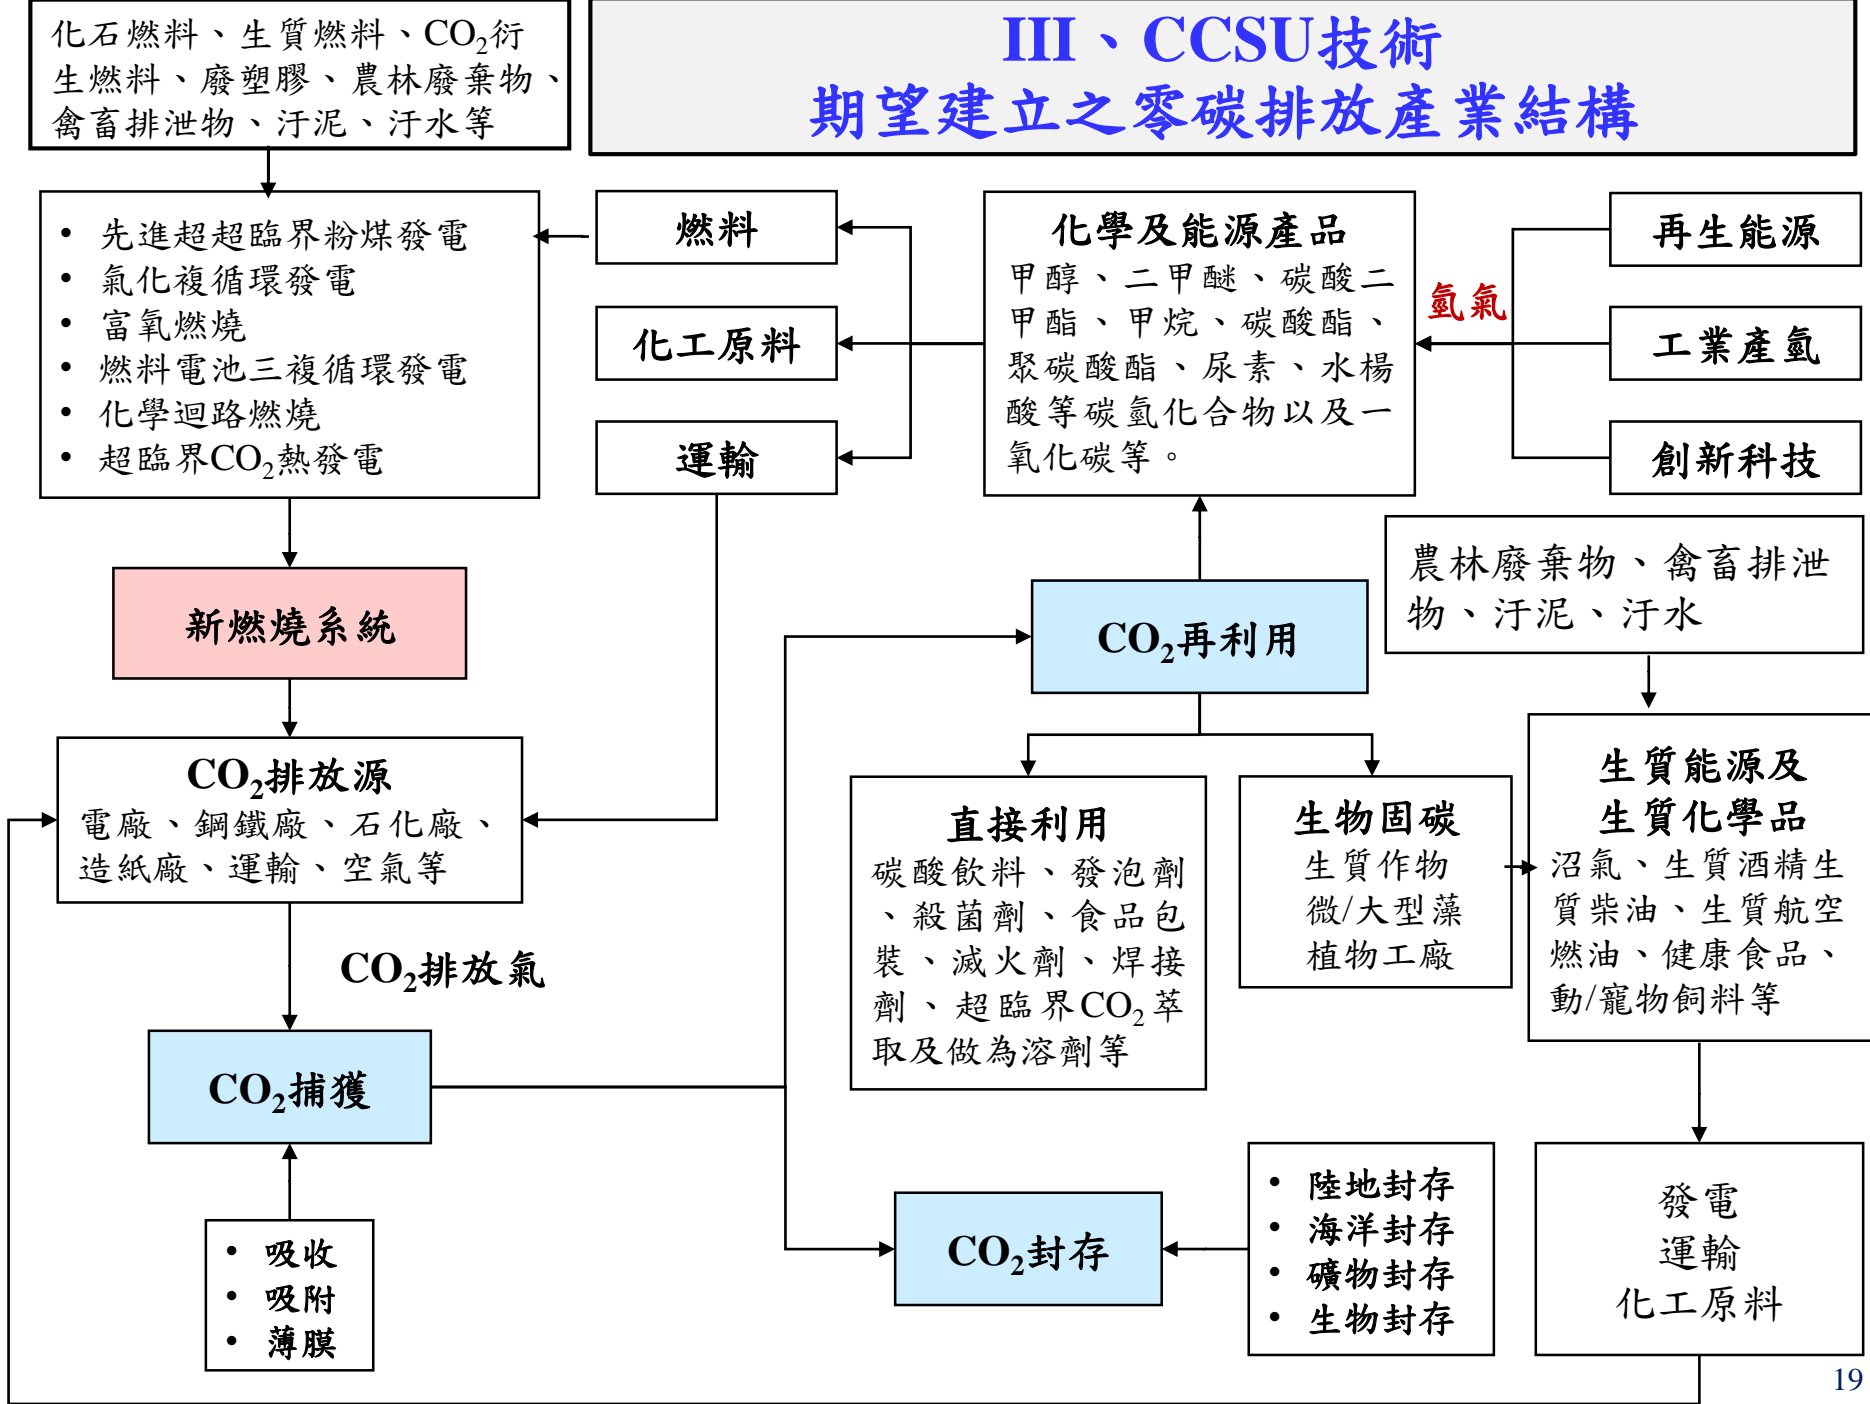 化石燃料、生質燃料、CO₂衍
生燃料、廢塑膠、農林廢棄物、
禽畜排泄物、汙泥、汙水等
III、CCSU技術
期望建立之零碳排放產業結構
• 先進超超臨界粉煤發電
• 氣化複循環發電
• 富氧燃燒
• 燃料電池三複循環發電
• 化學迴路燃燒
• 超臨界CO₂熱發電
燃料
化工原料
運輸
化學及能源產品
甲醇、二甲醚、碳酸二
甲酯、甲烷、碳酸酯、
聚碳酸酯、尿素、水楊
酸等碳氫化合物以及一
氧化碳等。
氫氣
再生能源
工業產氫
創新科技
農林廢棄物、禽畜排泄
物、汙泥、汙水
新燃燒系統
CO₂再利用
CO₂排放源
電廠、鋼鐵廠、石化廠、
造紙廠、運輸、空氣等
直接利用
碳酸飲料、發泡劑
、殺菌劑、食品包
裝、滅火劑、焊接
劑、超臨界CO₂萃
取及做為溶劑等
生物固碳
生質作物
微/大型藻
植物工廠
生質能源及
生質化學品
沼氣、生質酒精生
質柴油、生質航空
燃油、健康食品、
動/寵物飼料等
CO₂排放氣
CO₂捕獲
• 吸收
• 吸附
• 薄膜
CO₂封存
• 陸地封存
• 海洋封存
• 礦物封存
• 生物封存
發電
運輸
化工原料
19